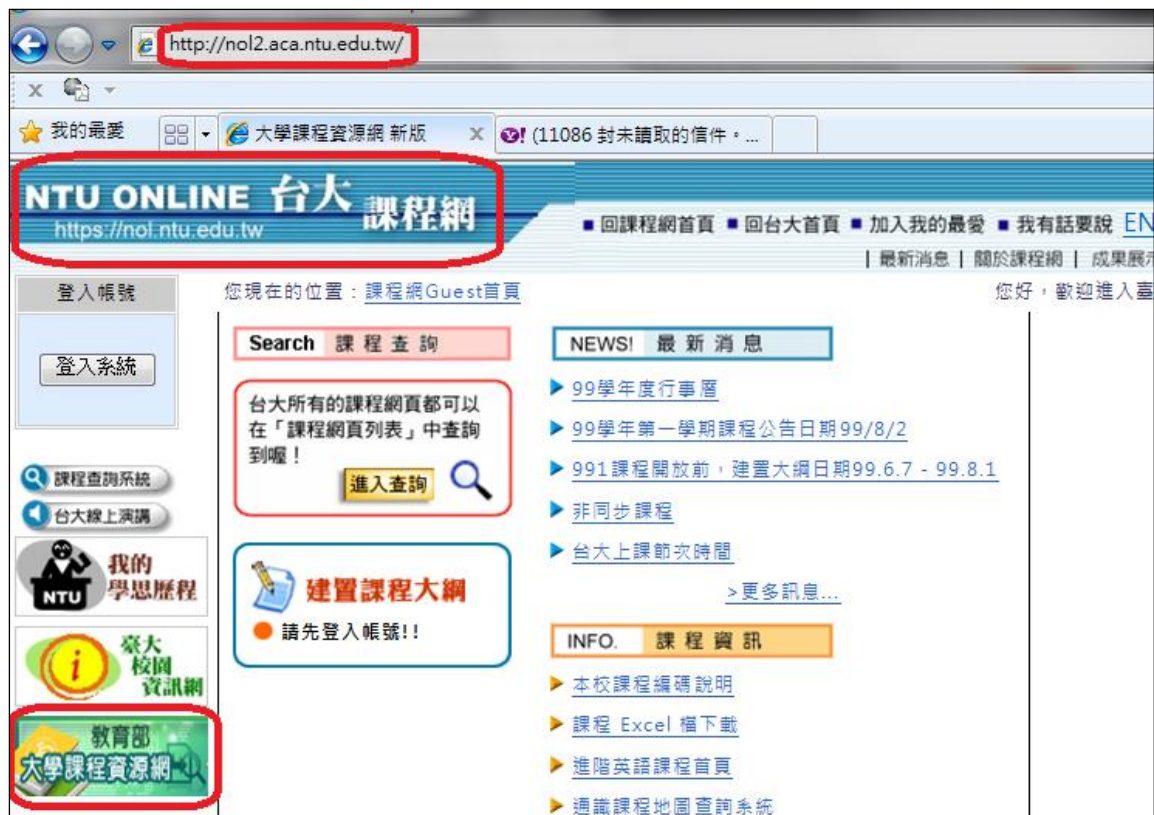 http://nol2.aca.ntu.edu.tw/
我的最愛
大學課程資源網 新版
(11086 封未讀取的信件。...
NTU ONLINE 台大 課程網
https://nol.ntu.edu.tw
回課程網首頁 回台大首頁 加入我的最愛 我有話要說 EN
| 最新消息 | 關於課程網 | 成果展示
登入帳號
您現在的位置：課程網Guest首頁
您好，歡迎進入臺
登入系統
課程查詢系統
台大線上演講
我的
學思歷程
NTU
臺大
校園
資訊網
教育部
大學課程資源網
Search 課程查詢
台大所有的課程網頁都可以
在「課程網頁列表」中查詢
到喔！
進入查詢
建置課程大綱
請先登入帳號!!
NEWS! 最新消息
99學年度行事曆
99學年第一學期課程公告日期99/8/2
991課程開放前，建置大綱日期99.6.7 - 99.8.1
非同步課程
台大上課節次時間
>更多訊息...
INFO. 課程資訊
本校課程編碼說明
課程 Excel 檔下載
進階英語課程首頁
通識課程地圖查詢系統